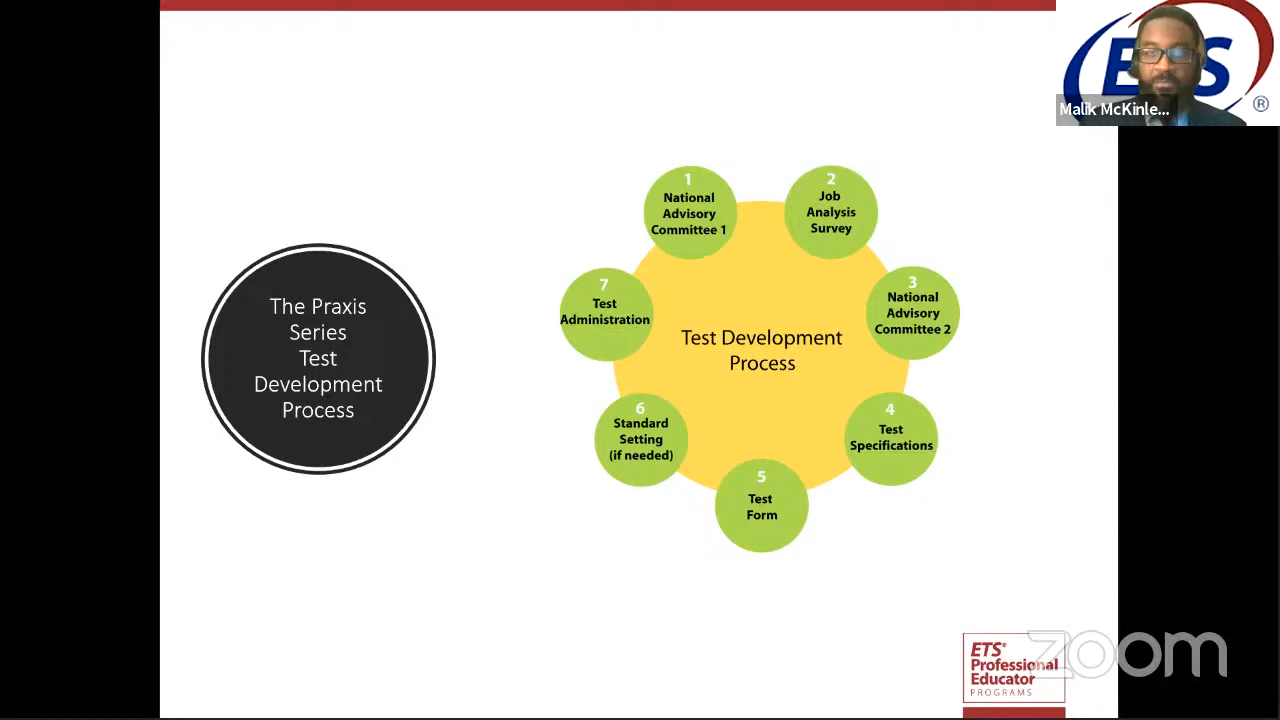 ETS
®
Malik McKinle...
The Praxis
Series
Test
Development
Process
1
National
Advisory
Committee 1
2
Job
Analysis
Survey
3
National
Advisory
Committee 2
4
Test
Specifications
5
Test
Form
6
Standard
Setting
(if needed)
7
Test
Administration
Test Development
Process
ETS®
Professional
Educator
PROGRAMS
zoom